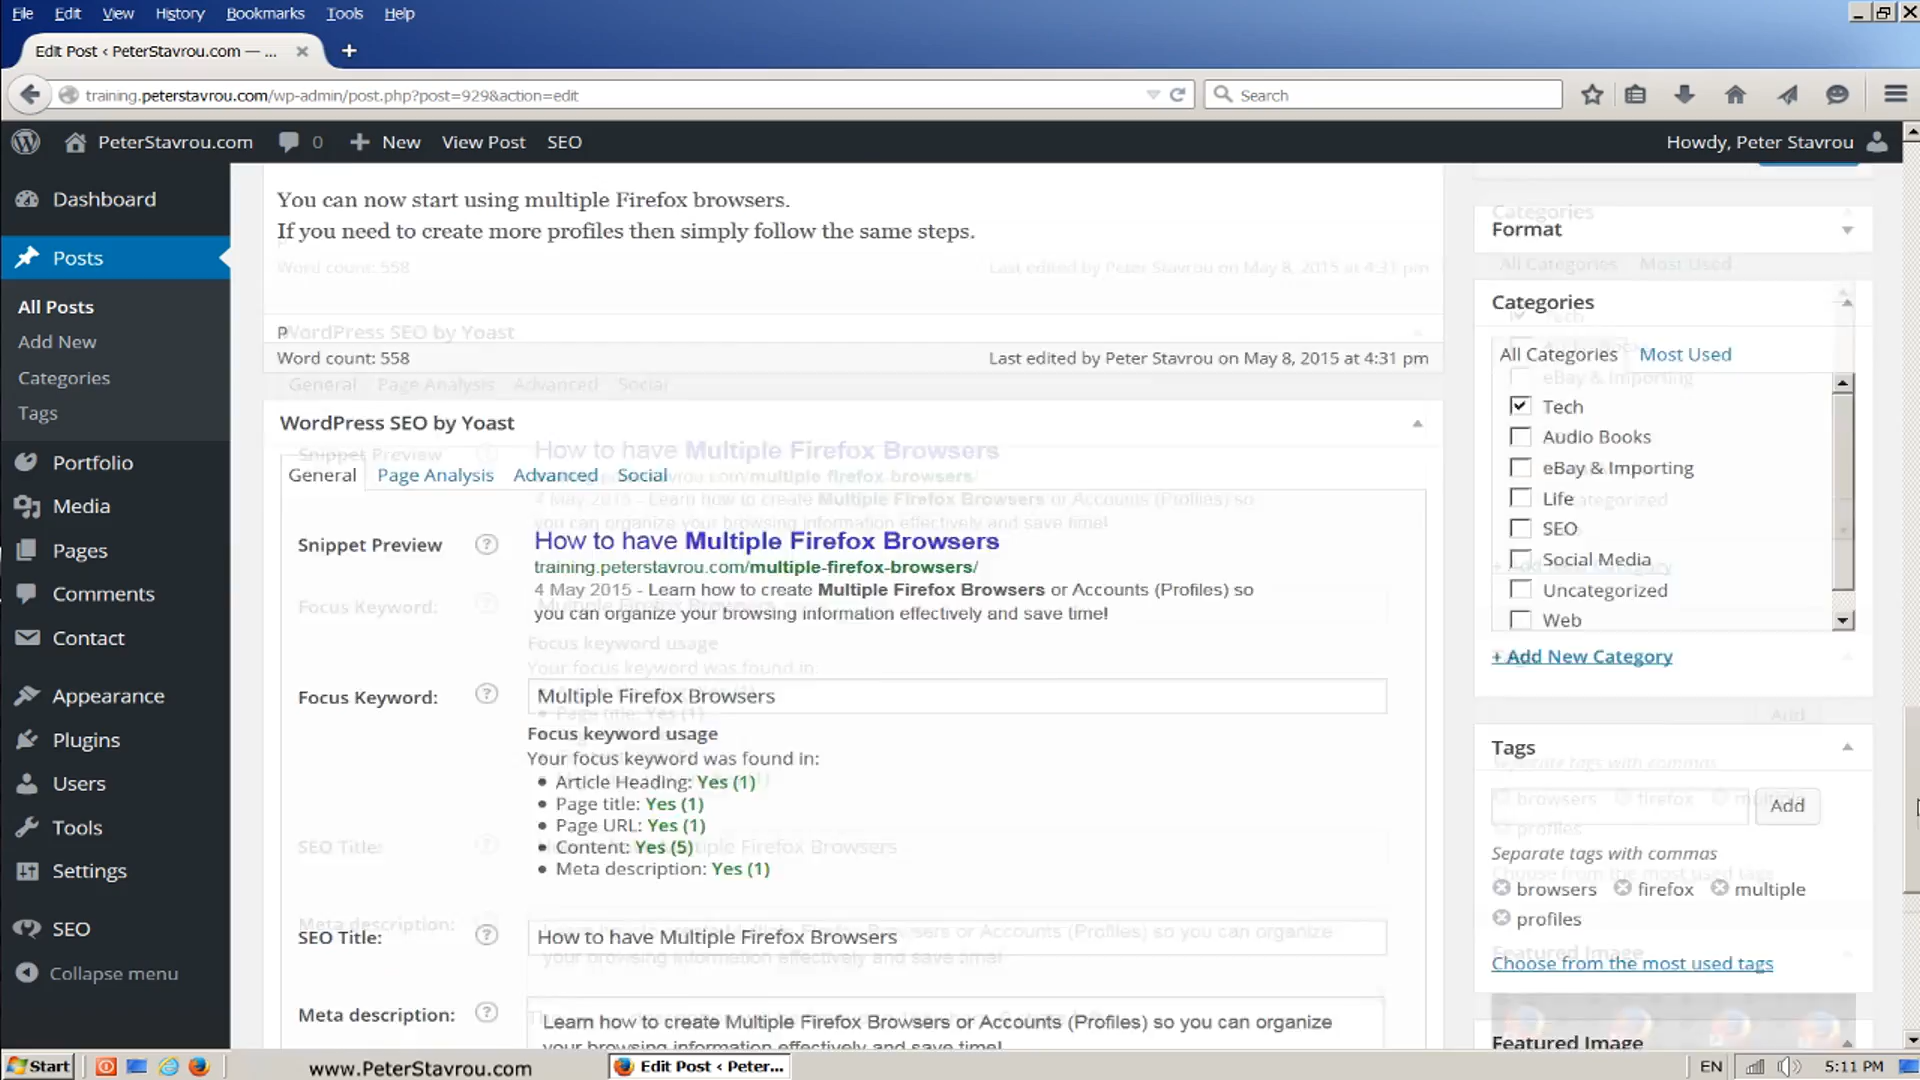 File Edit View History Bookmarks Tools Help
Edit Post ‹ PeterStavrou.com — ...
training.peterstavrou.com/wp-admin/post.php?post=929&action=edit
Search
PeterStavrou.com 0 New View Post SEO
Howdy, Peter Stavrou
Dashboard
Posts
All Posts
Add New
Categories
Tags
Portfolio
Media
Pages
Comments
Contact
Appearance
Plugins
Users
Tools
Settings
SEO
Collapse menu
You can now start using multiple Firefox browsers.
If you need to create more profiles then simply follow the same steps.
P
Word count: 558
Last edited by Peter Stavrou on May 8, 2015 at 4:31 pm
WordPress SEO by Yoast
General Page Analysis Advanced Social
Snippet Preview
How to have Multiple Firefox Browsers
training.peterstavrou.com/multiple-firefox-browsers/
4 May 2015 - Learn how to create Multiple Firefox Browsers or Accounts (Profiles) so
you can organize your browsing information effectively and save time!
Focus Keyword:
Multiple Firefox Browsers
Focus keyword usage
Your focus keyword was found in:
Article Heading: Yes (1)
Page title: Yes (1)
Page URL: Yes (1)
Content: Yes (5)
Meta description: Yes (1)
SEO Title:
How to have Multiple Firefox Browsers
Meta description:
Learn how to create Multiple Firefox Browsers or Accounts (Profiles) so you can organize
your browsing information effectively and save time!
Format
Categories
All Categories Most Used
Tech
Audio Books
eBay & Importing
Life
SEO
Social Media
Uncategorized
Web
+ Add New Category
Tags
Add
Separate tags with commas
browsers firefox multiple
profiles
Choose from the most used tags
Featured Image
Start
www.PeterStavrou.com
Edit Post ‹ Peter...
EN
5:11 PM